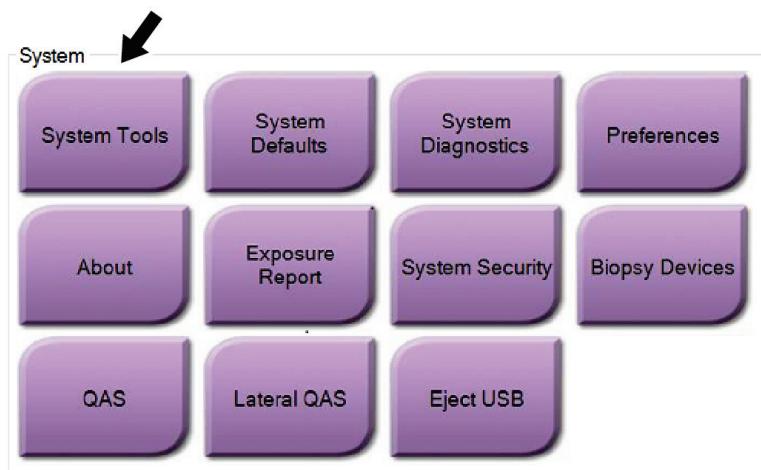 System
System Tools
System
Defaults
System
Diagnostics
Preferences
About
Exposure
Report
System Security
Biopsy Devices
QAS
Lateral QAS
Eject USB